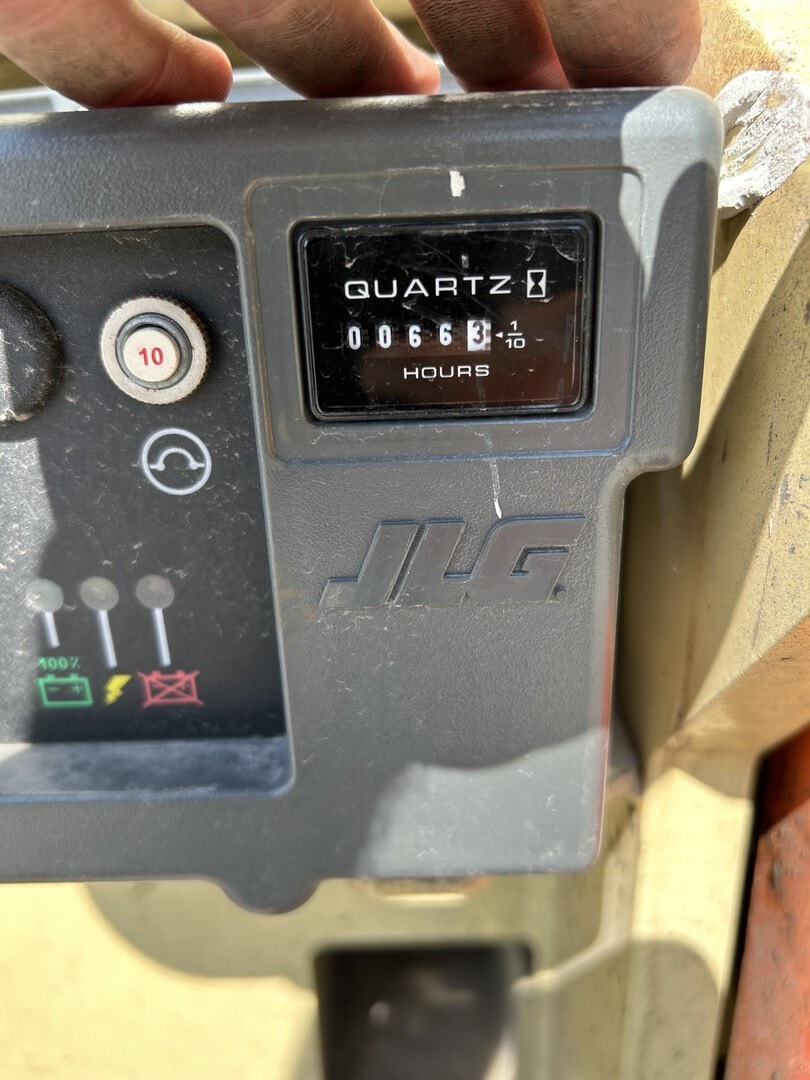 QUARTZ
00663 1/10
HOURS
10
JLG
100%
- +